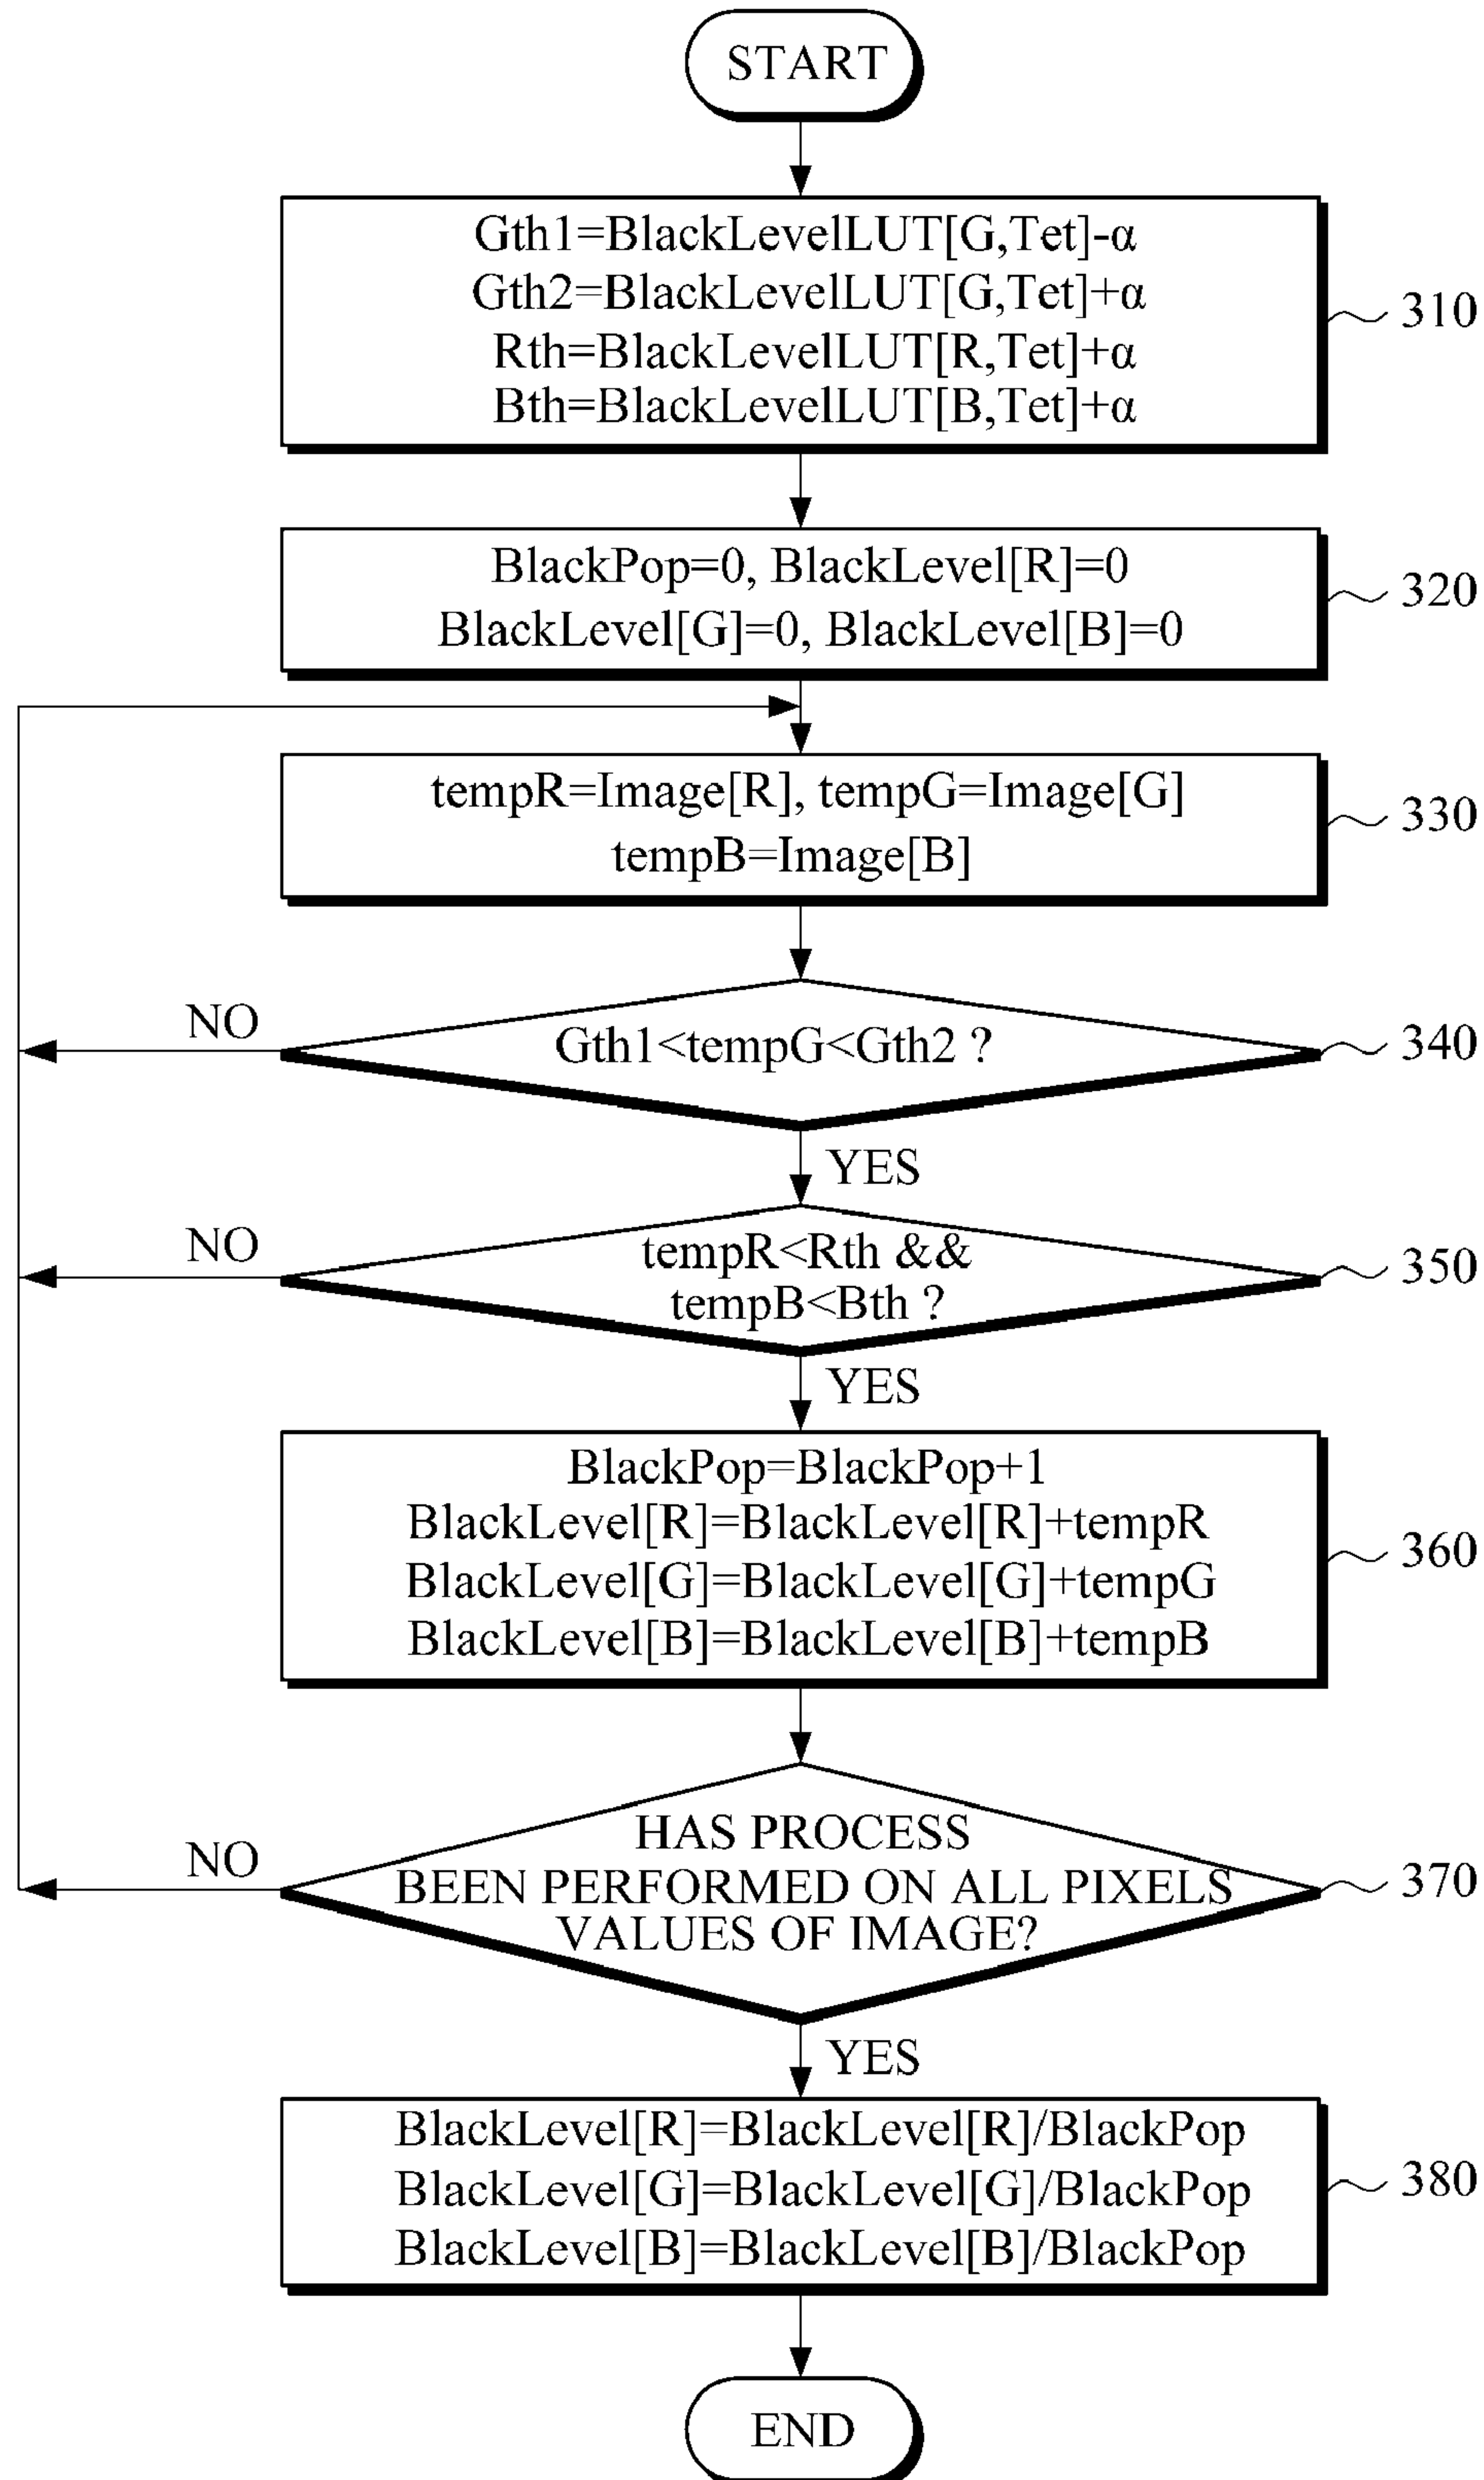 START
Gth1=BlackLevelLUT[G,Tet]-α
Gth2=BlackLevelLUT[G,Tet]+α
Rth=BlackLevelLUT[R,Tet]+α
Bth=BlackLevelLUT[B,Tet]+α
310
BlackPop=0, BlackLevel[R]=0
BlackLevel[G]=0, BlackLevel[B]=0
320
tempR=Image[R], tempG=Image[G]
tempB=Image[B]
330
NO
Gth1<tempG<Gth2 ?
340
YES
NO
tempR<Rth &&
tempB<Bth ?
350
YES
BlackPop=BlackPop+1
BlackLevel[R]=BlackLevel[R]+tempR
BlackLevel[G]=BlackLevel[G]+tempG
BlackLevel[B]=BlackLevel[B]+tempB
360
NO
HAS PROCESS
BEEN PERFORMED ON ALL PIXELS
VALUES OF IMAGE?
370
YES
BlackLevel[R]=BlackLevel[R]/BlackPop
BlackLevel[G]=BlackLevel[G]/BlackPop
BlackLevel[B]=BlackLevel[B]/BlackPop
380
END